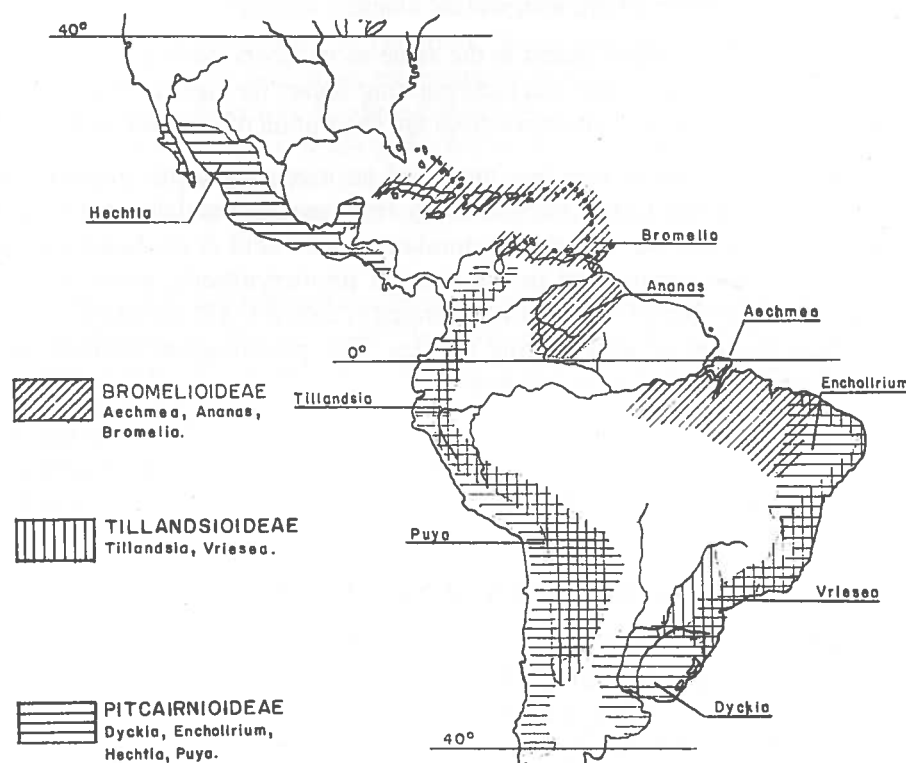 40°
Hechtia
Bromelia
Ananas
Aechmea
0°
Encholirium
BROMELIOIDEAE
Aechmea, Ananas,
Bromelia.
Tillandsia
TILLANDSIOIDEAE
Tillandsia, Vriesea.
Puya
Vriesea
PITCAIRNIOIDEAE
Dyckia, Encholirium,
Hechtia, Puya.
Dyckia
40°